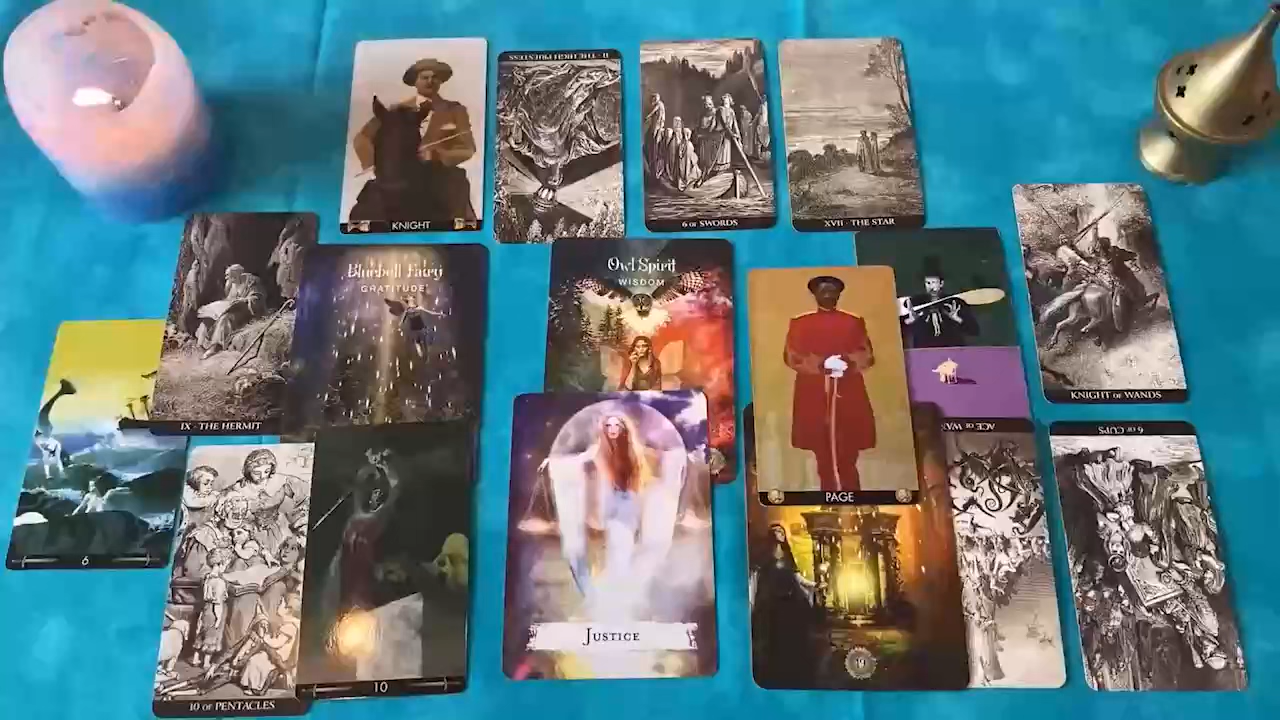 KNIGHT
II · THE HIGH PRIESTESS
6 OF SWORDS
XVII · THE STAR
IX · THE HERMIT
Bluebell Fairy
GRATITUDE
Owl Spirit
WISDOM
KNIGHT OF WANDS
6
10 OF PENTACLES
10
JUSTICE
PAGE
6 OF CUPS